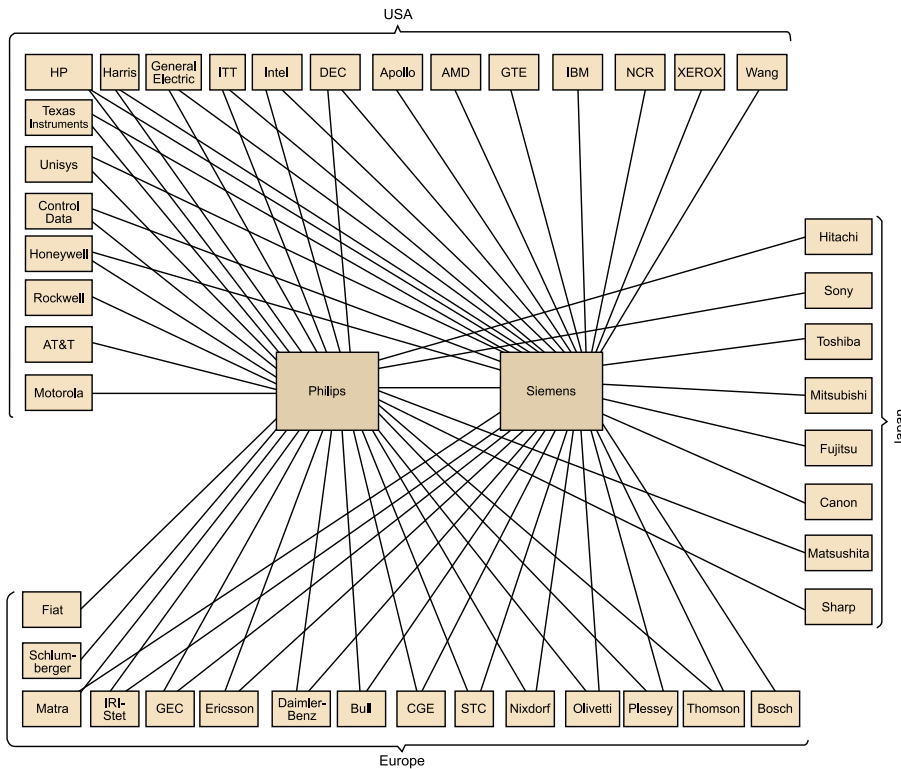 USA
HP
Harris
General
Electric
ITT
Intel
DEC
Apollo
AMD
GTE
IBM
NCR
XEROX
Wang
Texas
Instruments
Unisys
Control
Data
Honeywell
Rockwell
AT&T
Motorola
Philips
Siemens
Hitachi
Sony
Toshiba
Mitsubishi
Fujitsu
Canon
Matsushita
Sharp
Japan
Fiat
Schlum-
berger
Matra
IRI-
Stet
GEC
Ericsson
Daimler-
Benz
Bull
CGE
STC
Nixdorf
Olivetti
Plessey
Thomson
Bosch
Europe